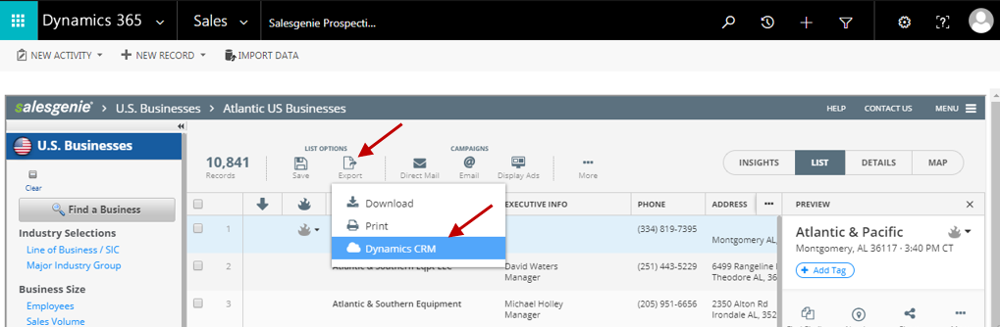 Dynamics 365 Sales Salesgenie Prospecti...
NEW ACTIVITY NEW RECORD IMPORT DATA
salesgenie > U.S. Businesses > Atlantic US Businesses HELP CONTACT US MENU
U.S. Businesses
Clear
Find a Business
Industry Selections
Line of Business / SIC
Major Industry Group
Business Size
Employees
Sales Volume
10,841
Records
LIST OPTIONS
Save Export
CAMPAIGNS
Direct Mail Email Display Ads
More
INSIGHTS LIST DETAILS MAP
Download
Print
Dynamics CRM
EXECUTIVE INFO PHONE ADDRESS
1 (334) 819-7395 Montgomery AL,
2 David Waters (251) 443-5229 6499 Rangeline
Manager Theodore AL, 36
3 Atlantic & Southern Equipment Michael Holley (205) 951-6656 2350 Alton Rd
Manager Irondale AL, 352
PREVIEW
Atlantic & Pacific
Montgomery, AL 36117 - 3:40 PM CT
+ Add Tag